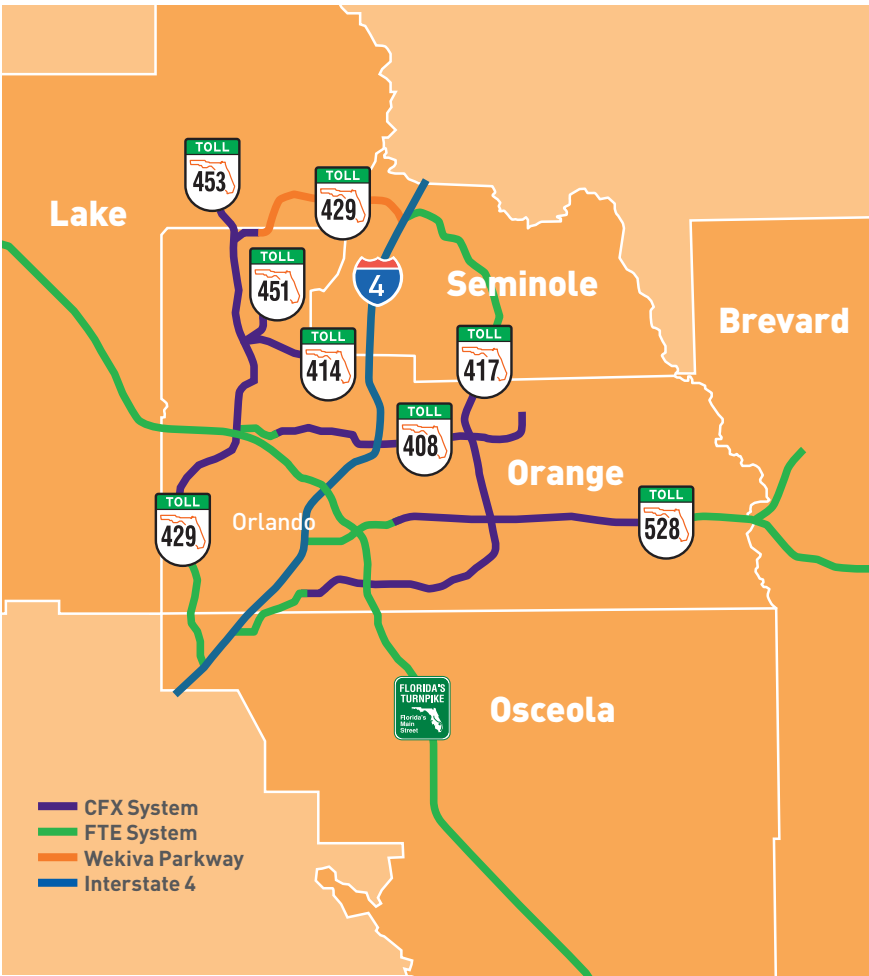 TOLL
453
TOLL
429
Lake
TOLL
451
4
Seminole
Brevard
TOLL
414
TOLL
417
TOLL
408
Orange
TOLL
429
Orlando
TOLL
528
FLORIDA'S
TURNPIKE
Florida's
Main
Street
Osceola
CFX System
FTE System
Wekiva Parkway
Interstate 4